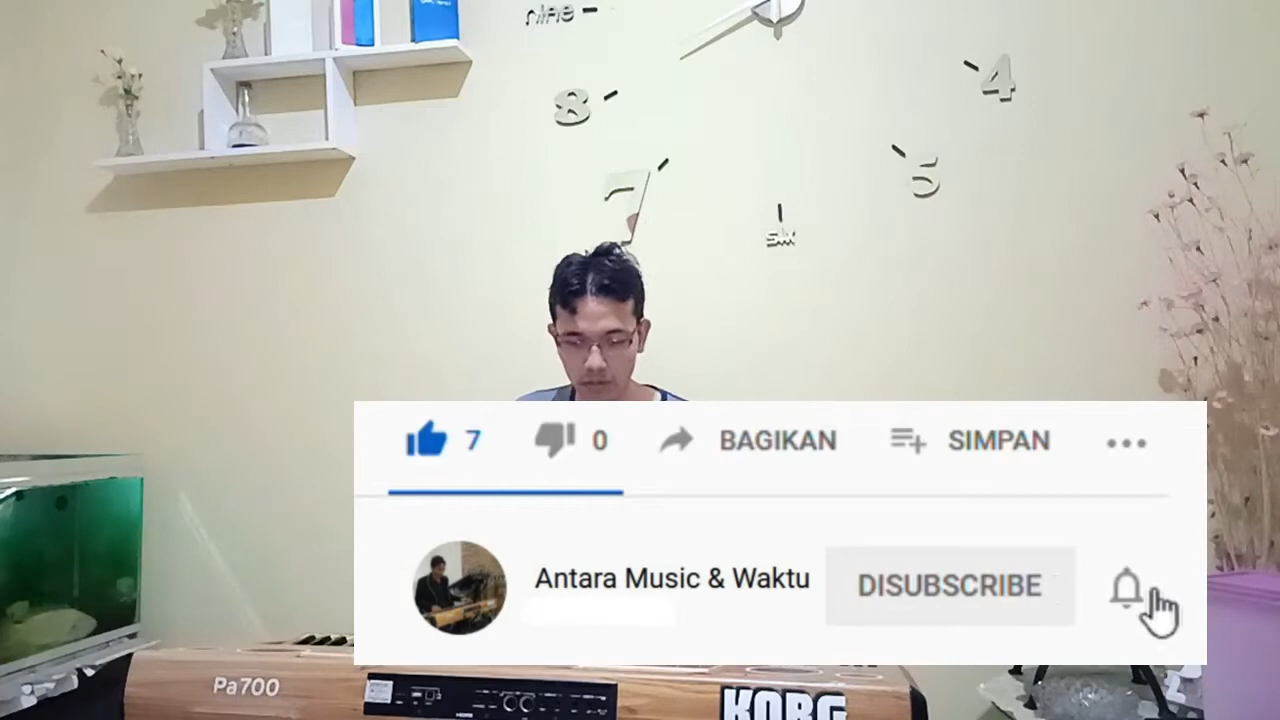 nine
8
4
7
5
six
7 0 BAGIKAN SIMPAN
Antara Music & Waktu DISUBSCRIBE
Pa700
KORG